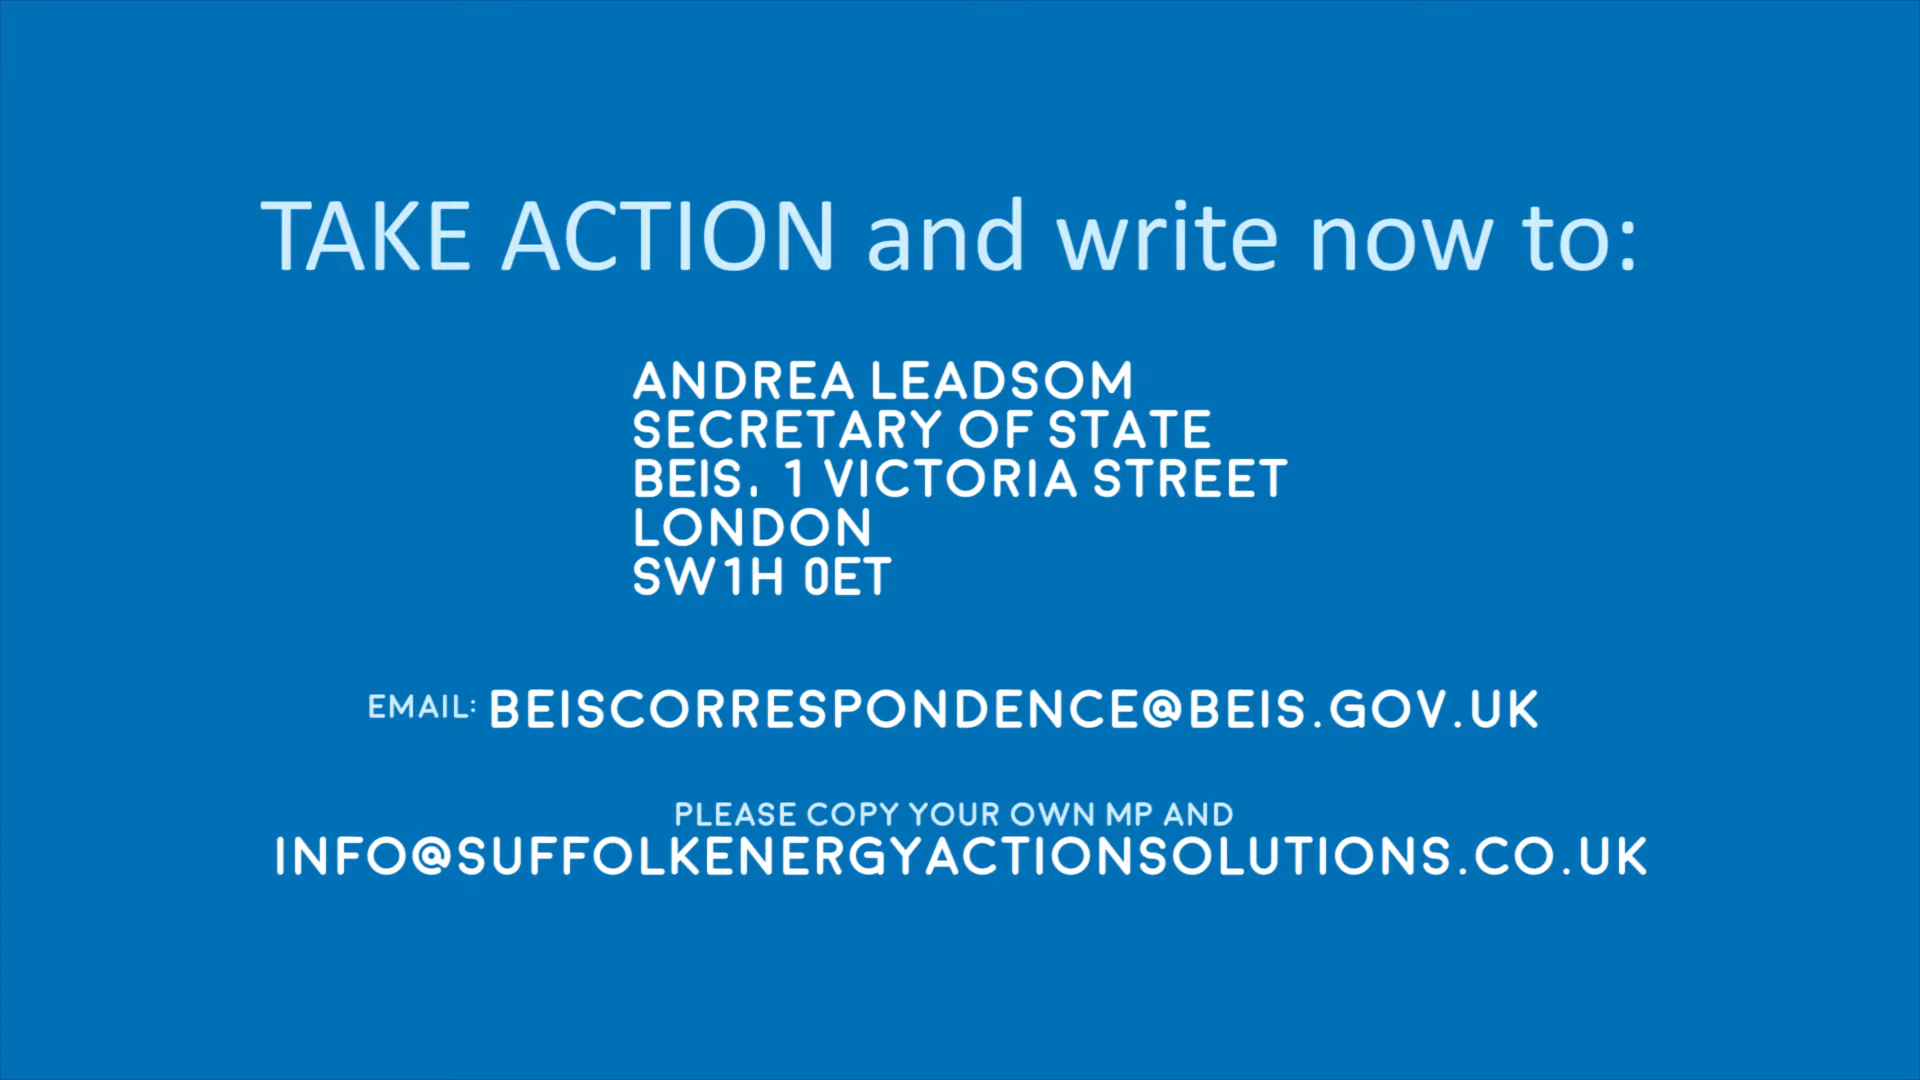 TAKE ACTION and write now to:
ANDREA LEADSOM
SECRETARY OF STATE
BEIS. 1 VICTORIA STREET
LONDON
SW1H 0ET
EMAIL: BEISCORRESPONDENCE@BEIS.GOV.UK
PLEASE COPY YOUR OWN MP AND
INFO@SUFFOLKENERGYACTIONSOLUTIONS.CO.UK